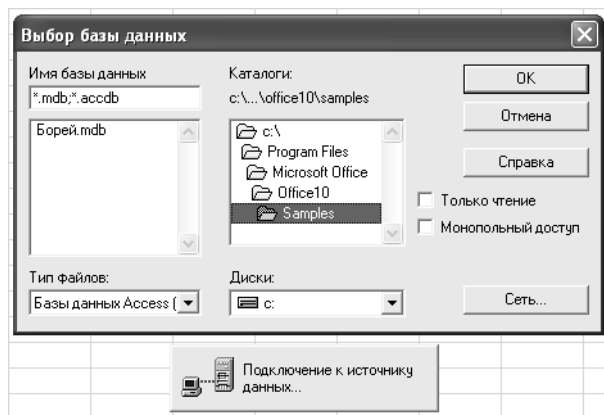 Выбор базы данных
Имя базы данных
*.mdb;*.accdb
Борей.mdb
Тип файлов:
Базы данных Access (
Каталоги:
c:\...\office10\samples
c:\
Program Files
Microsoft Office
Office10
Samples
Диски:
c:
OK
Отмена
Справка
Только чтение
Монопольный доступ
Сеть...
Подключение к источнику
данных...